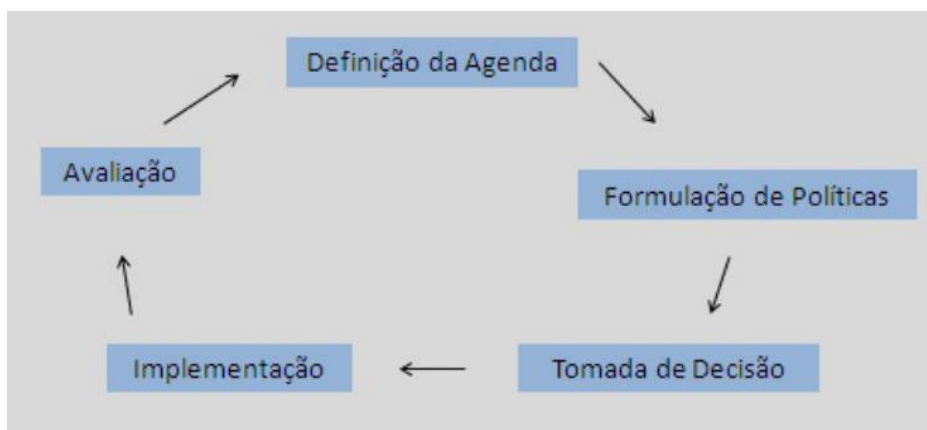 Definição da Agenda
Formulação de Políticas
Tomada de Decisão
Implementação
Avaliação